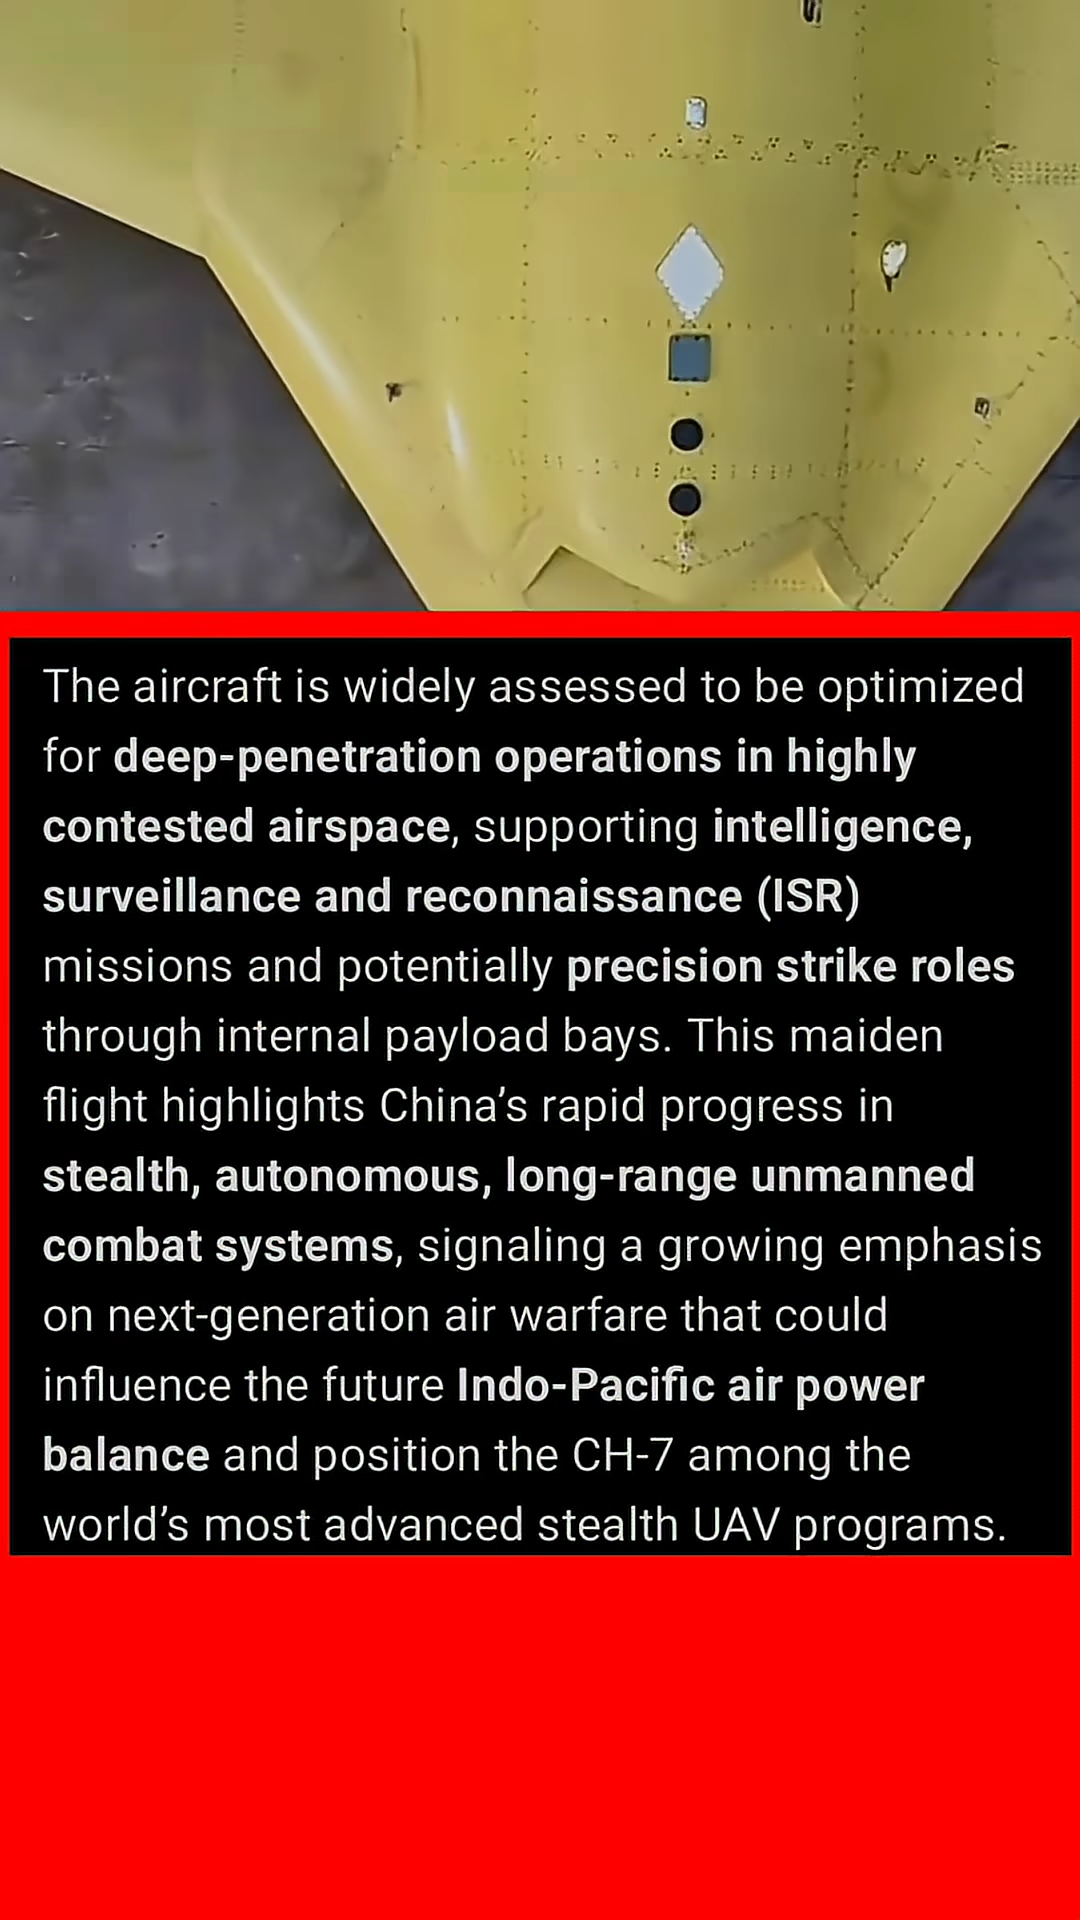 The aircraft is widely assessed to be optimized
for deep-penetration operations in highly
contested airspace, supporting intelligence,
surveillance and reconnaissance (ISR)
missions and potentially precision strike roles
through internal payload bays. This maiden
flight highlights China’s rapid progress in
stealth, autonomous, long-range unmanned
combat systems, signaling a growing emphasis
on next-generation air warfare that could
influence the future Indo-Pacific air power
balance and position the CH-7 among the
world’s most advanced stealth UAV programs.